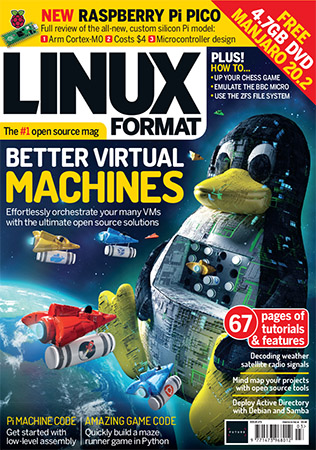 NEW RASPBERRY Pi PICO
Full review of the all-new, custom silicon Pi model:
1 Arm Cortex-M0 2 Costs $4 3 Microcontroller design
FREE
4.7GB DVD
MANJARO 20.2
LINUX
FORMAT
PLUS!
HOW TO...
• UP YOUR CHESS GAME
• EMULATE THE BBC MICRO
• USE THE ZFS FILE SYSTEM
The #1 open source mag
BETTER VIRTUAL
MACHINES
Effortlessly orchestrate your many VMs
with the ultimate open source solutions
67 pages of
tutorials
& features
Decoding weather
satellite radio signals
Mind map your projects
with open source tools
Deploy Active Directory
with Debian and Samba
Pi MACHINE CODE
Get started with
low-level assembly
AMAZING GAME CODE
Quickly build a maze
runner game in Python
FUTURE